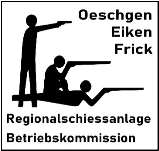 Oeschgen
Eiken
Frick
Regionalschiessanlage
Betriebskommission